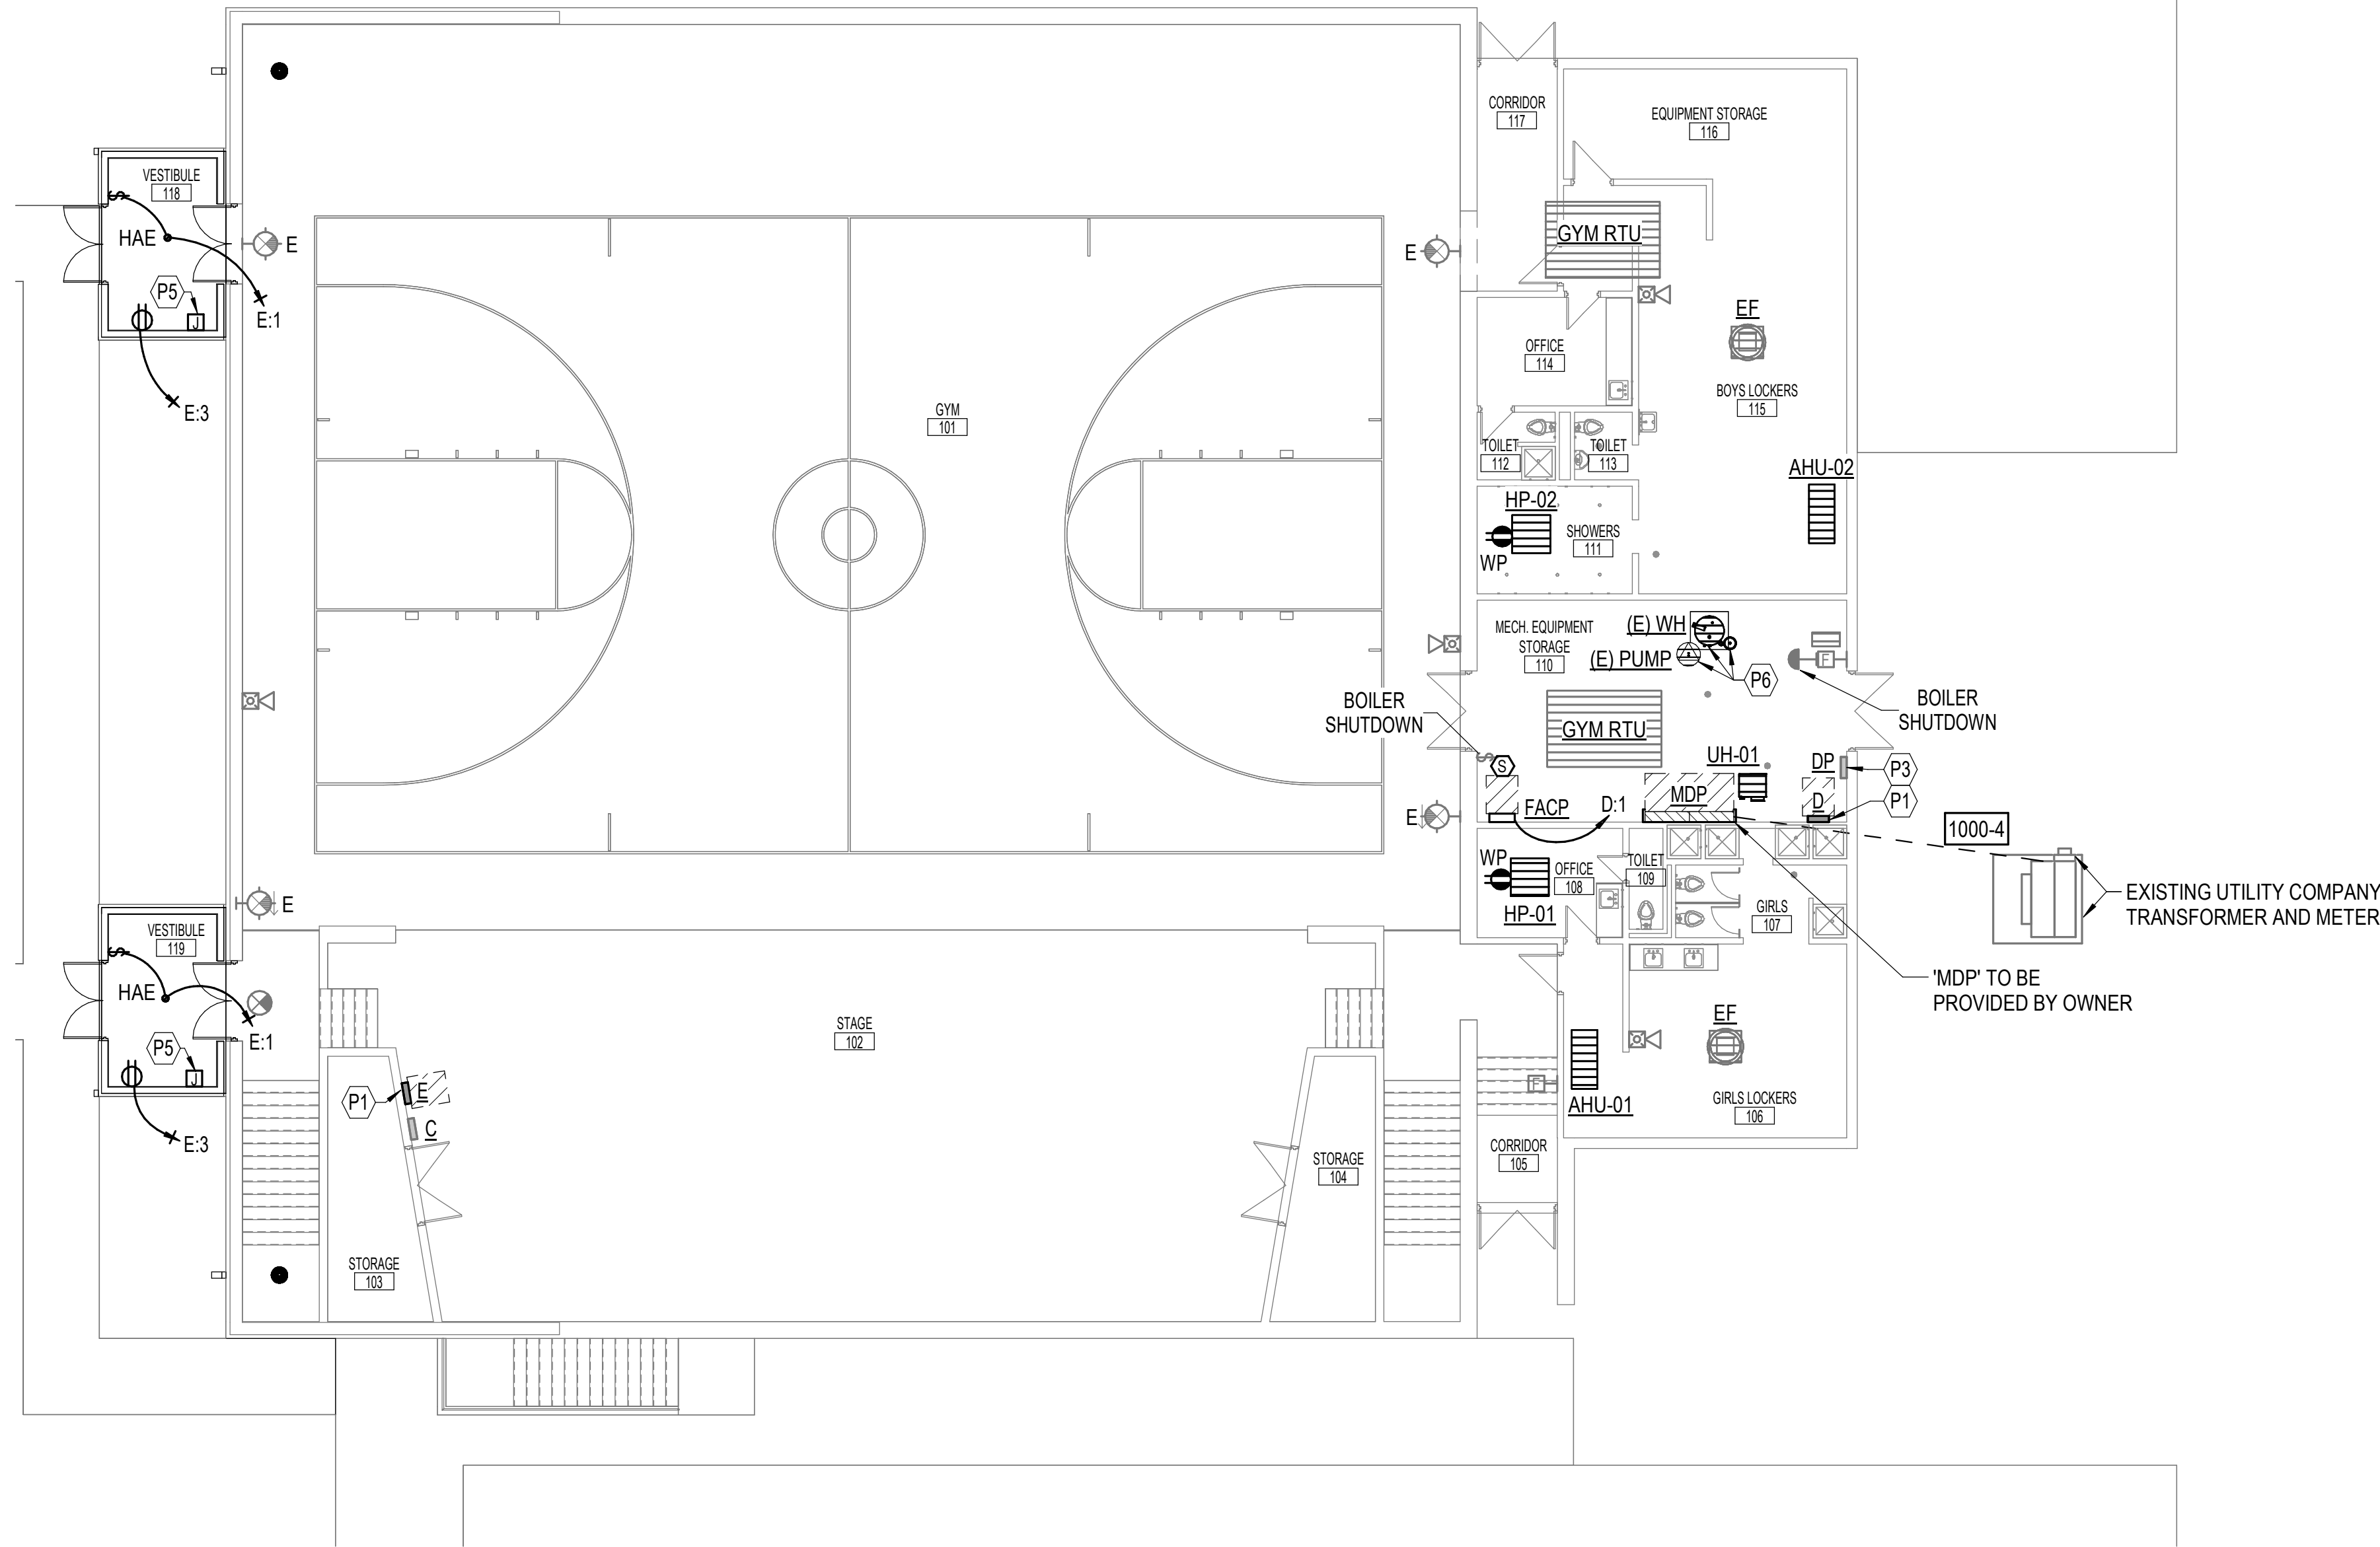 CORRIDOR
117
EQUIPMENT STORAGE
116
VESTIBULE
118
$
HAE
P5
J
E:1
E:3
E
E
GYM RTU
EF
OFFICE
114
BOYS LOCKERS
115
GYM
101
TOILET
112
TOILET
113
AHU-02
HP-02
WP
SHOWERS
111
MECH. EQUIPMENT
STORAGE
110
(E) WH
(E) PUMP
P6
F
BOILER
SHUTDOWN
BOILER
SHUTDOWN
GYM RTU
UH-01
DP
P3
$
S
MDP
D
P1
FACP
D:1
E
1000-4
WP
OFFICE
108
TOILET
109
HP-01
GIRLS
107
EXISTING UTILITY COMPANY
TRANSFORMER AND METER
E
VESTIBULE
119
$
HAE
P5
J
E:1
E:3
'MDP' TO BE
PROVIDED BY OWNER
STAGE
102
EF
P1
E
C
F
AHU-01
GIRLS LOCKERS
106
CORRIDOR
105
STORAGE
104
STORAGE
103